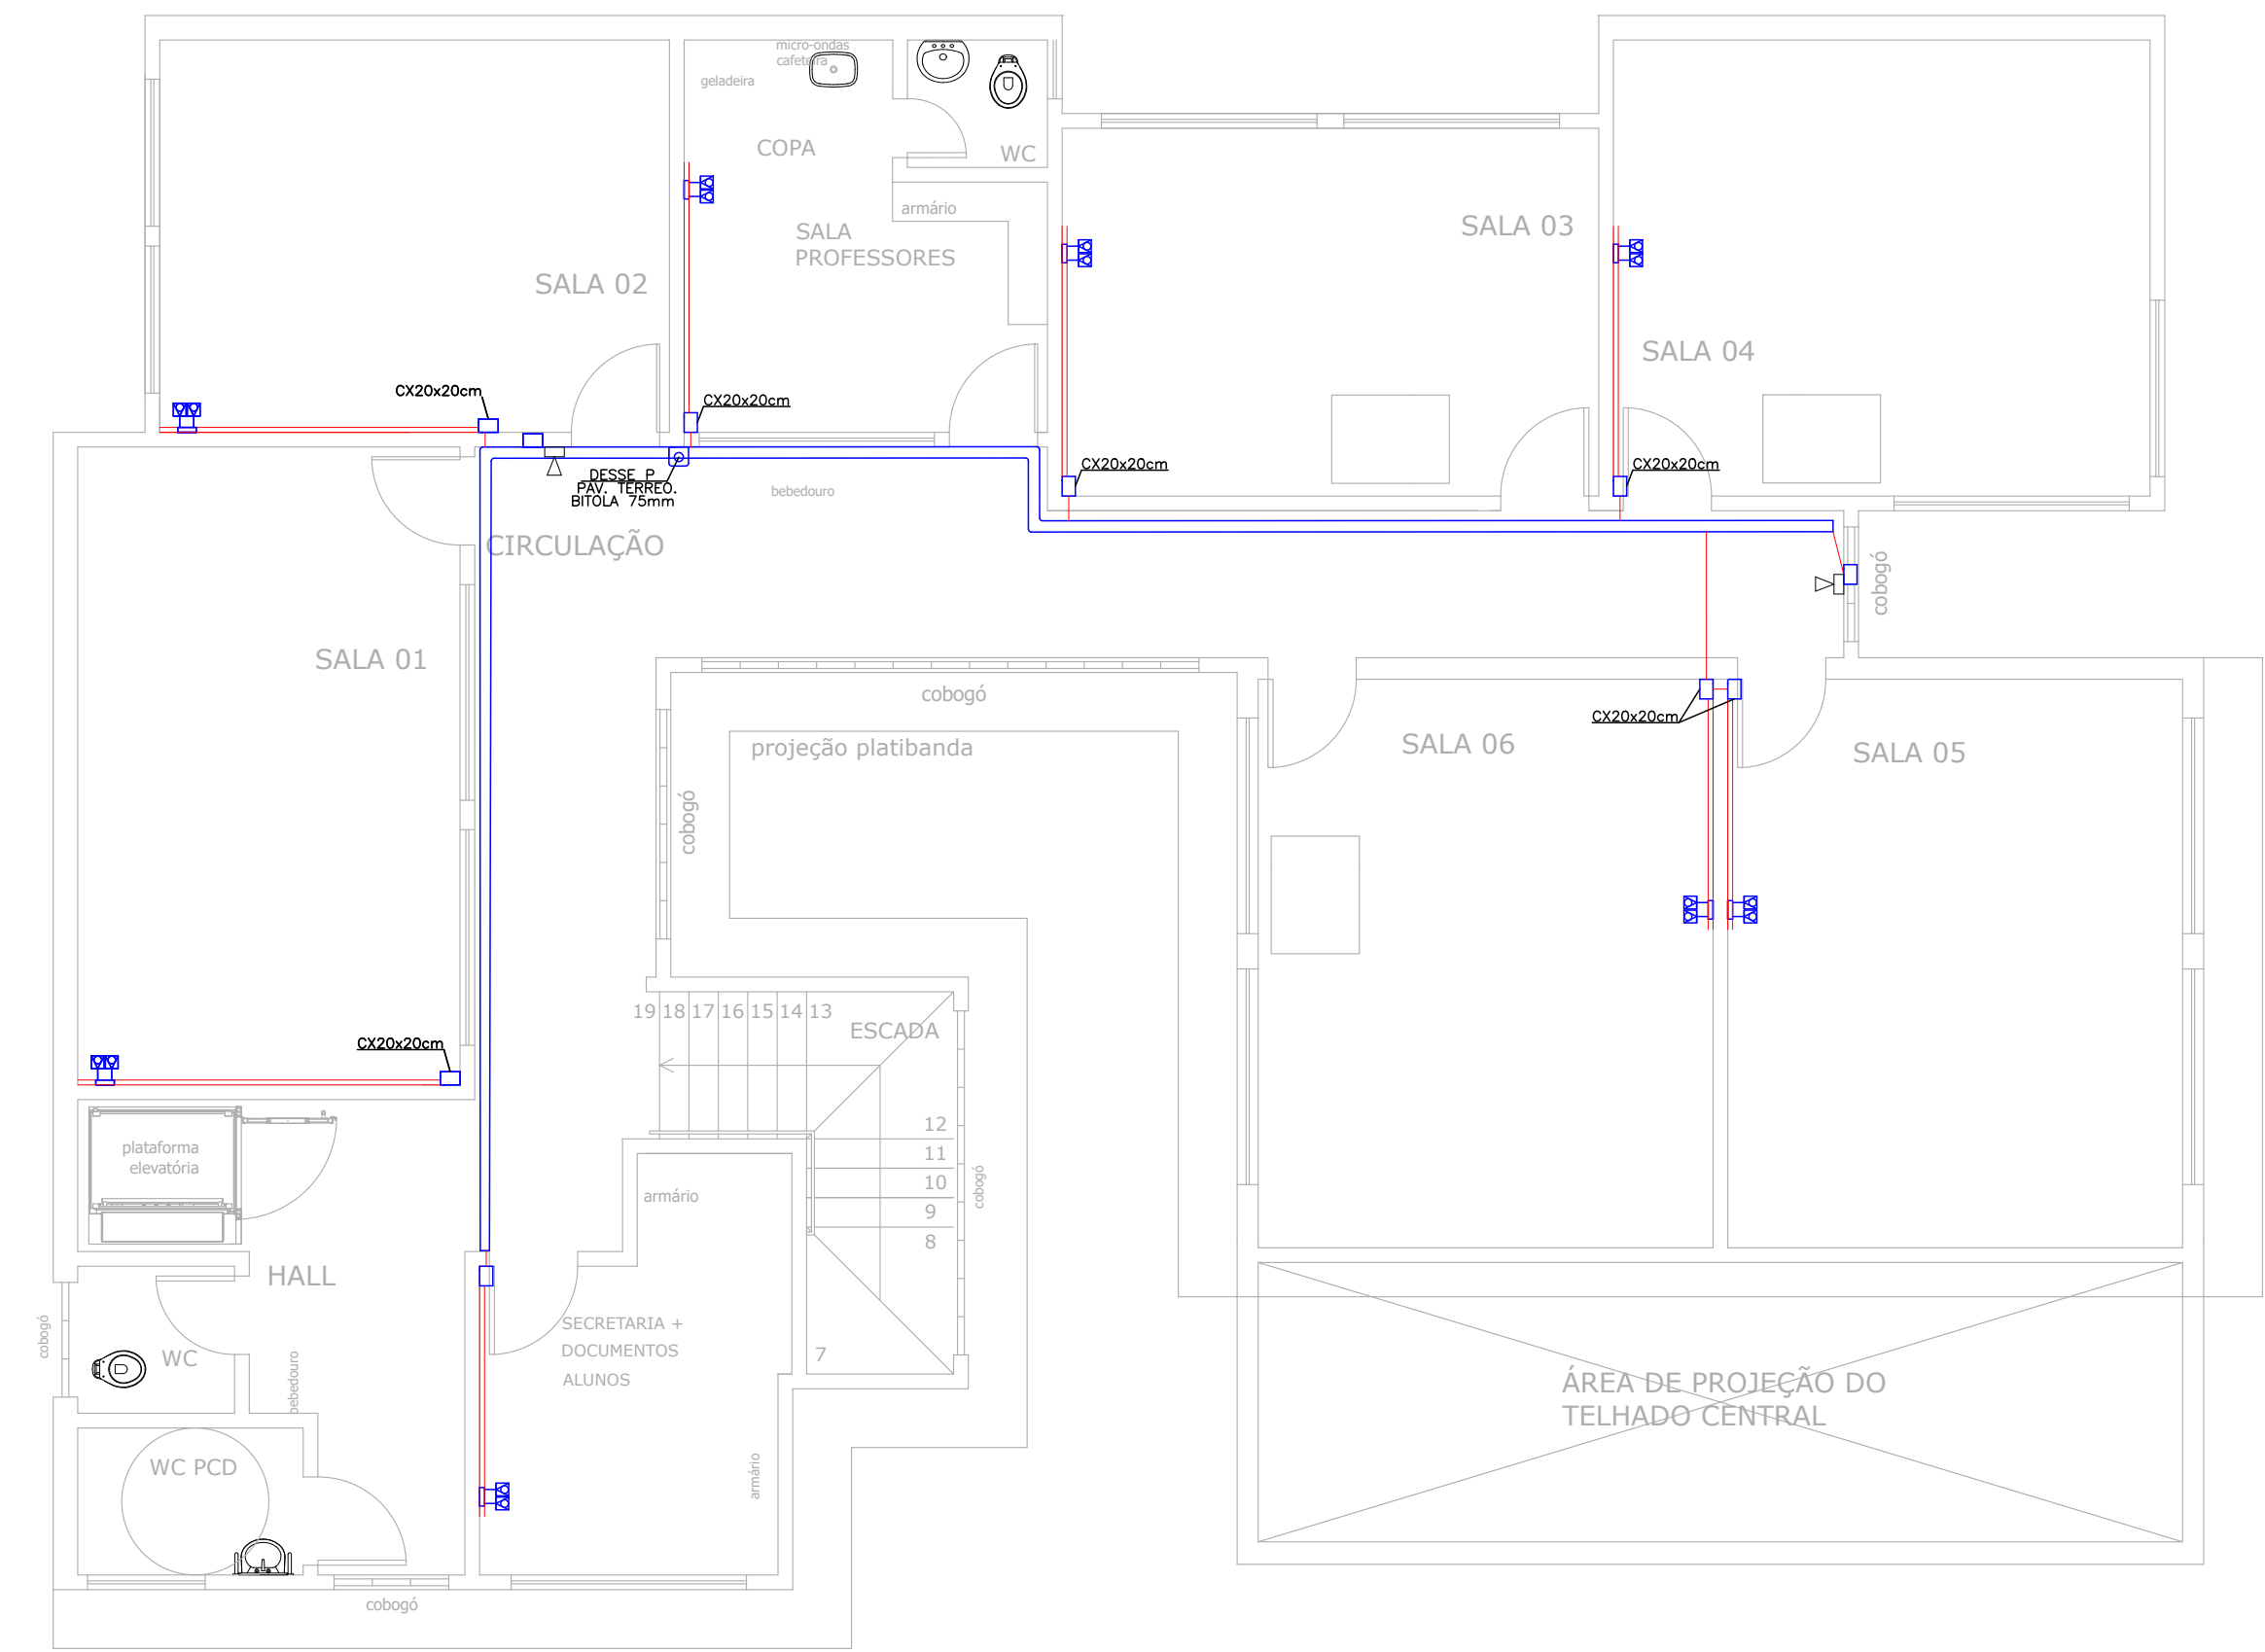 micro-ondas
cafeteira
geladeira
COPA
WC
armário
SALA
PROFESSORES
SALA 02
SALA 03
SALA 04
CX20x20cm
CX20x20cm
CX20x20cm
CX20x20cm
DESSE P
PAV. TERREO.
BITOLA 75mm
bebedouro
CIRCULAÇÃO
cobogó
SALA 01
cobogó
projeção platibanda
cobogó
CX20x20cm
SALA 06
SALA 05
19 18 17 16 15 14 13
ESCADA
CX20x20cm
12
11
10
9
8
7
cobogó
plataforma
elevatória
armário
HALL
SECRETARIA +
DOCUMENTOS
ALUNOS
cobogó
WC
bebedouro
WC PCD
armário
cobogó
ÁREA DE PROJEÇÃO DO
TELHADO CENTRAL